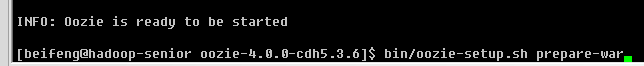 INFO: Oozie is ready to be started
[beifeng@hadoop-senior oozie-4.0.0-cdh5.3.6]$ bin/oozie-setup.sh prepare-war